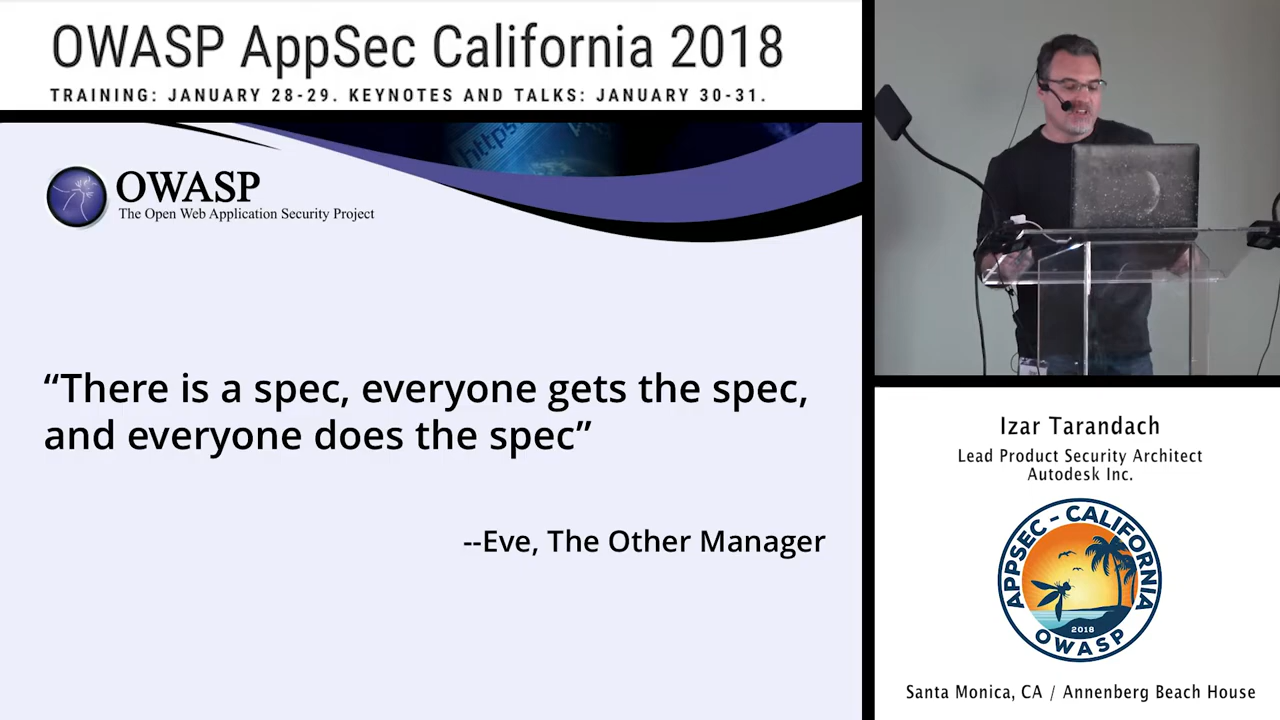 OWASP AppSec California 2018
TRAINING: JANUARY 28-29. KEYNOTES AND TALKS: JANUARY 30-31.
https
OWASP
The Open Web Application Security Project
“There is a spec, everyone gets the spec,
and everyone does the spec”
--Eve, The Other Manager
Izar Tarandach
Lead Product Security Architect
Autodesk Inc.
APPSEC - CALIFORNIA
2018
OWASP
Santa Monica, CA / Annenberg Beach House